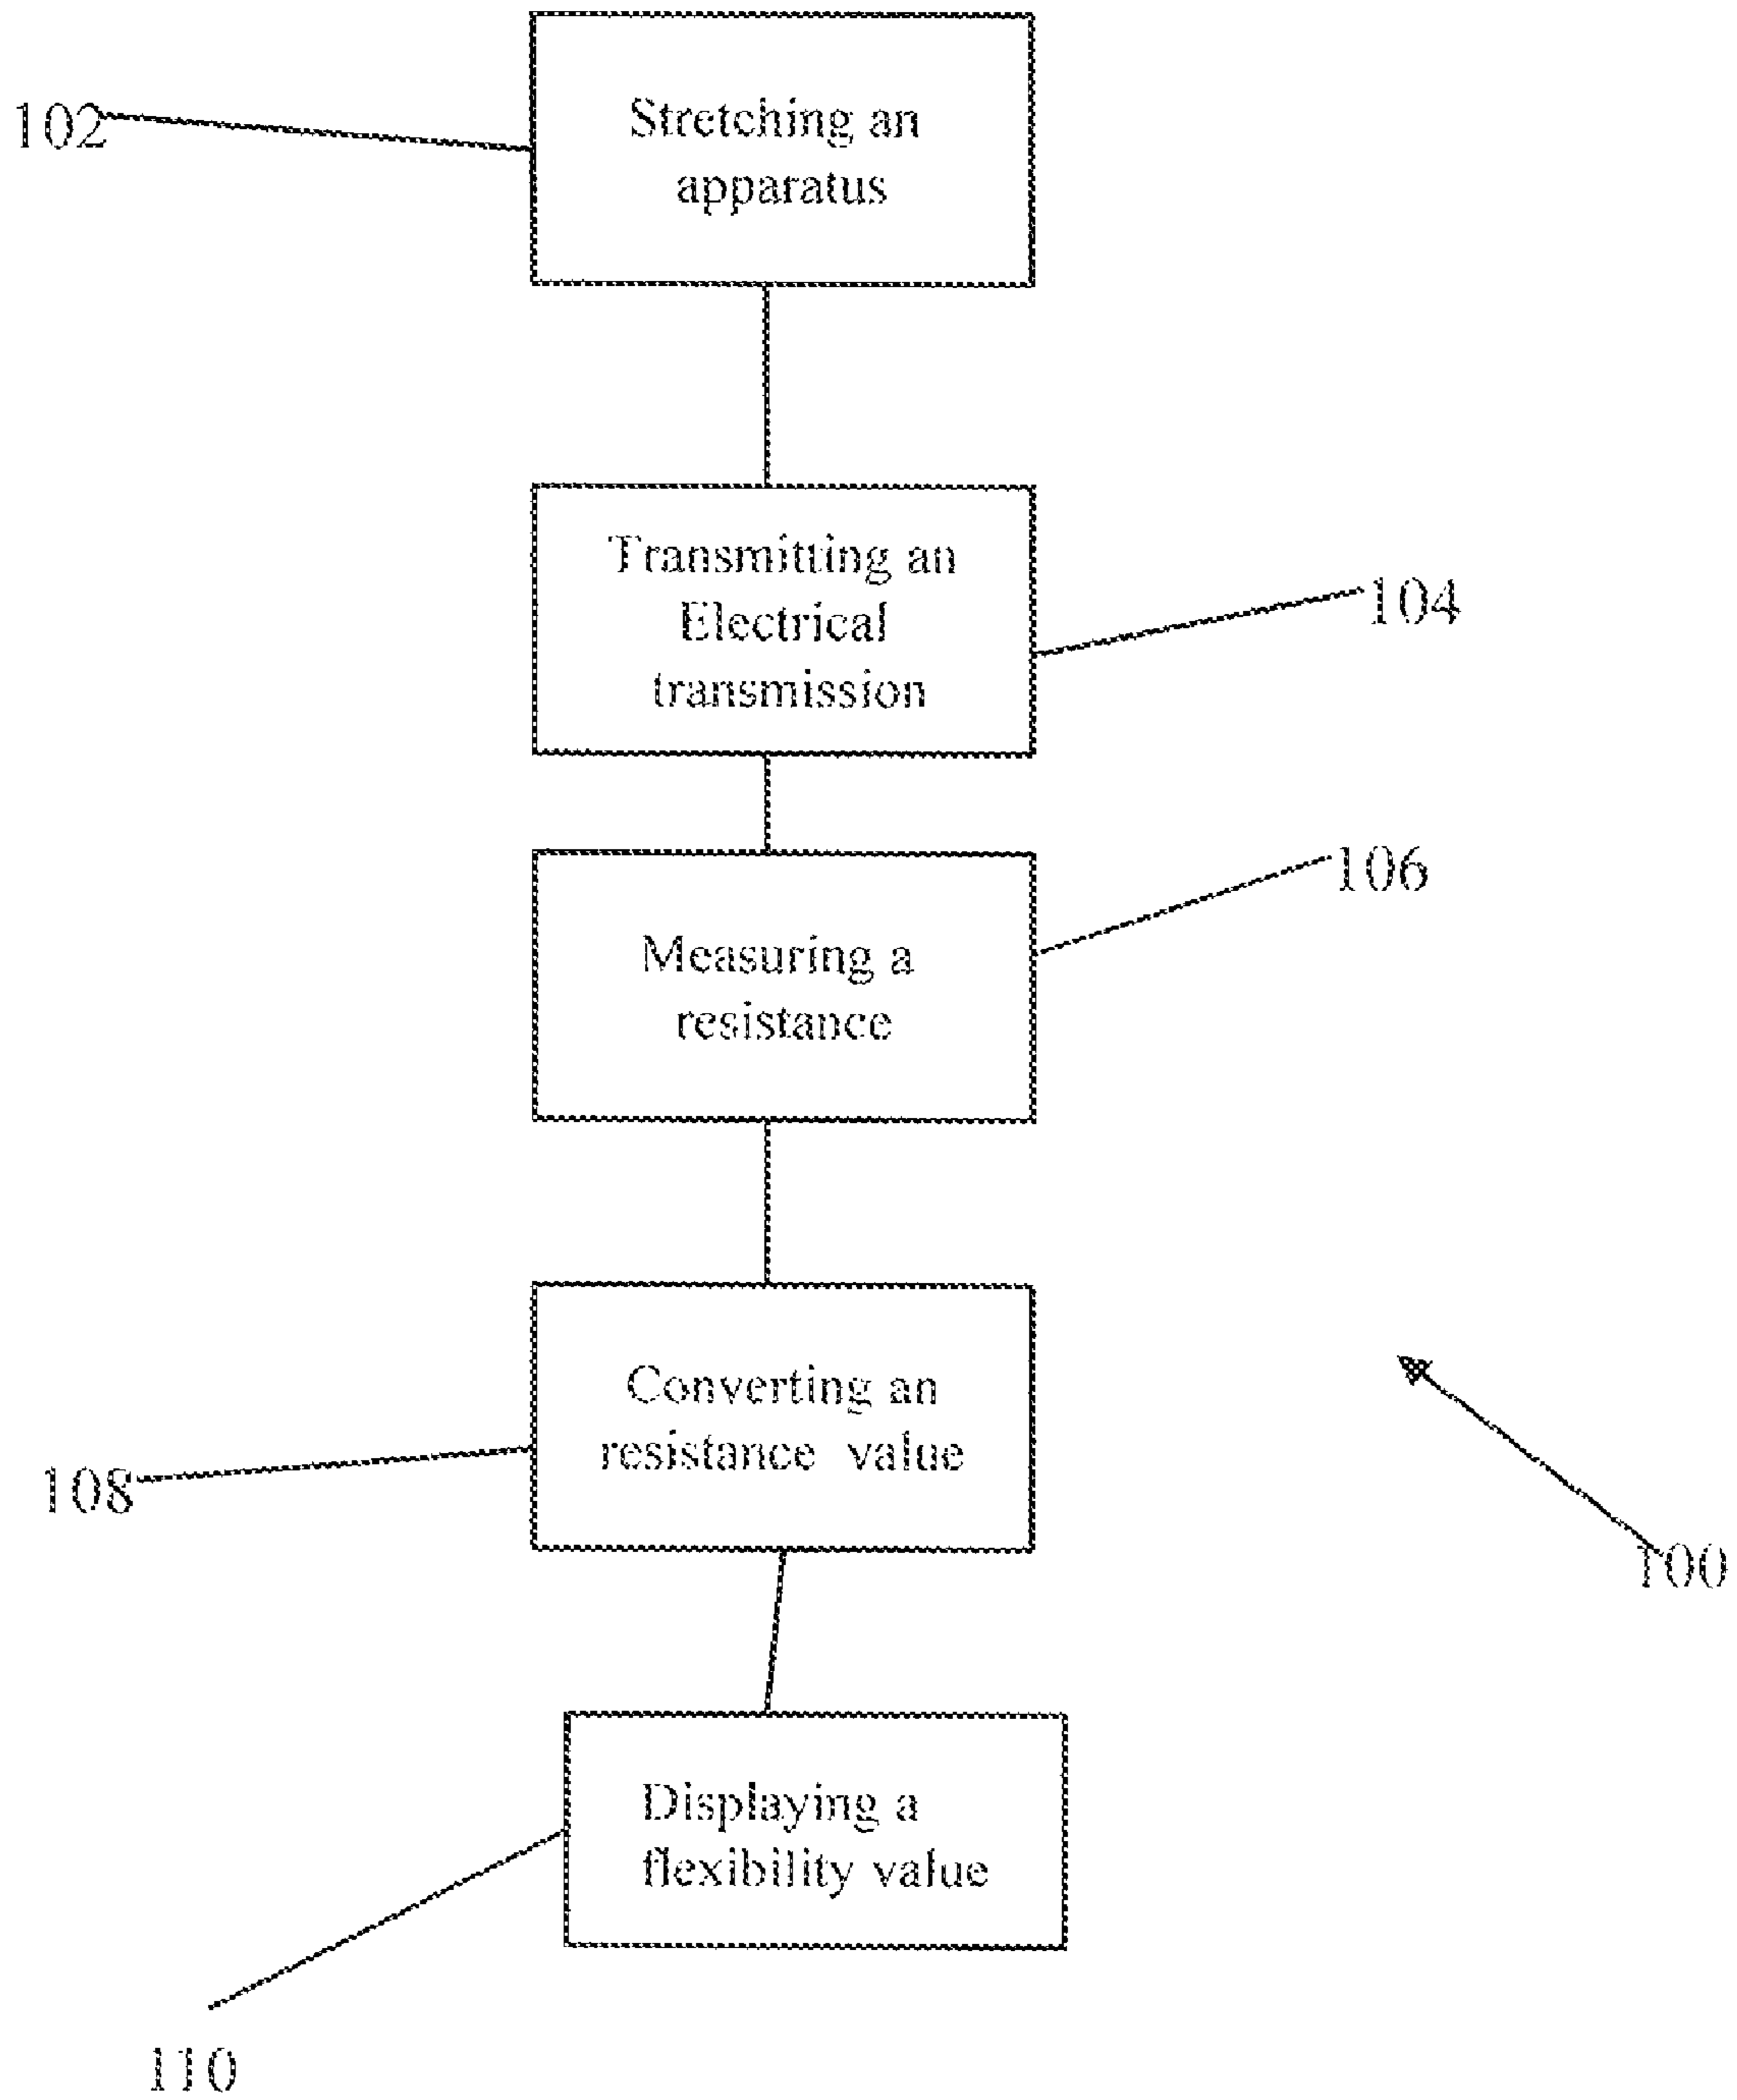 102
Stretching an
apparatus
Transmitting an
Electrical
transmission
104
106
Measuring a
resistance
Converting an
resistance value
108
100
Displaying a
flexibility value
110